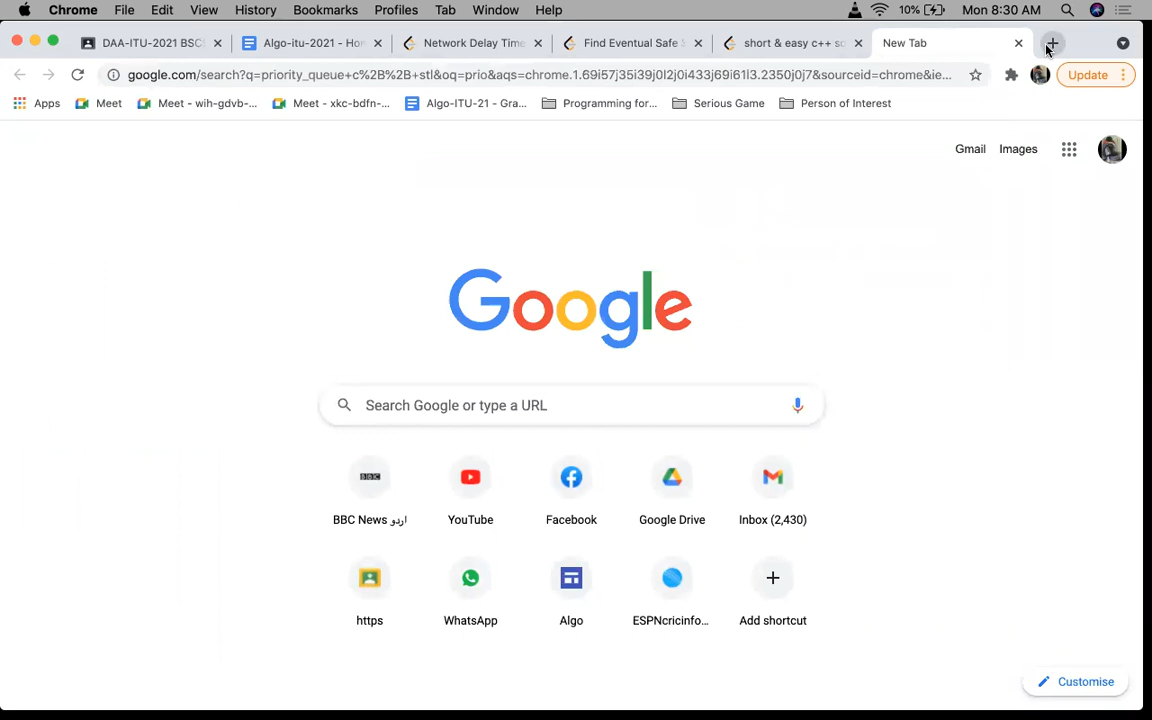 Chrome File Edit View History Bookmarks Profiles Tab Window Help 10% Mon 8:30 AM
DAA-ITU-2021 BSC Algo-itu-2021 - Hor Network Delay Time Find Eventual Safe S short & easy c++ so New Tab
google.com/search?q=priority_queue+c%2B%2B+stl&oq=prio&aqs=chrome.1.69i57j35i39j0l2j0i433j69i61l3.2350j0j7&sourceid=chrome&ie... Update
Apps Meet Meet - wih-gdvb-... Meet - xkc-bdfn-... Algo-ITU-21 - Gra... Programming for... Serious Game Person of Interest
Gmail Images
Google
Search Google or type a URL
BBC
BBC News اردو YouTube Facebook Google Drive Inbox (2,430)
https WhatsApp Algo ESPNcricinfo... Add shortcut
Customise